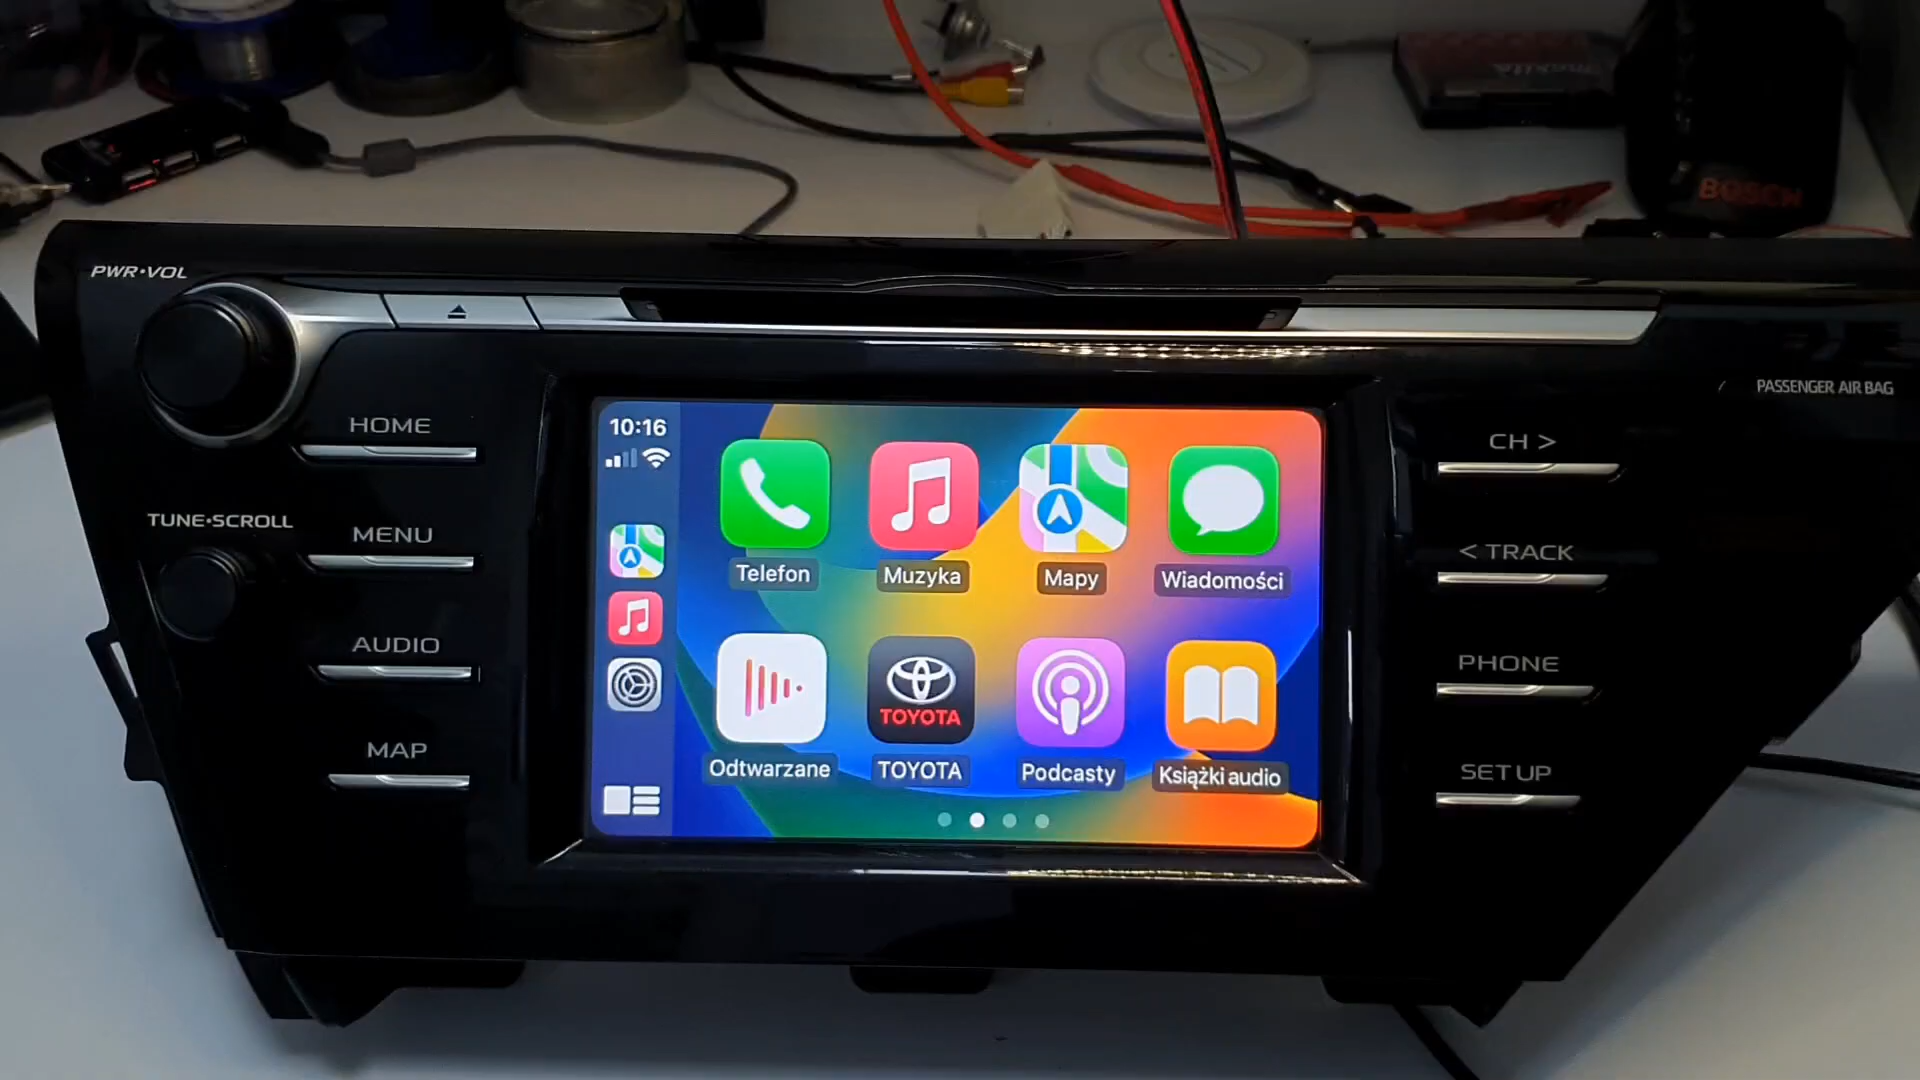 makita
BOSCH
PWR•VOL
PASSENGER AIR BAG
HOME
TUNE•SCROLL
MENU
AUDIO
MAP
10:16
Telefon
Muzyka
Mapy
Wiadomości
TOYOTA
Odtwarzane
TOYOTA
Podcasty
Książki audio
CH >
< TRACK
PHONE
SETUP